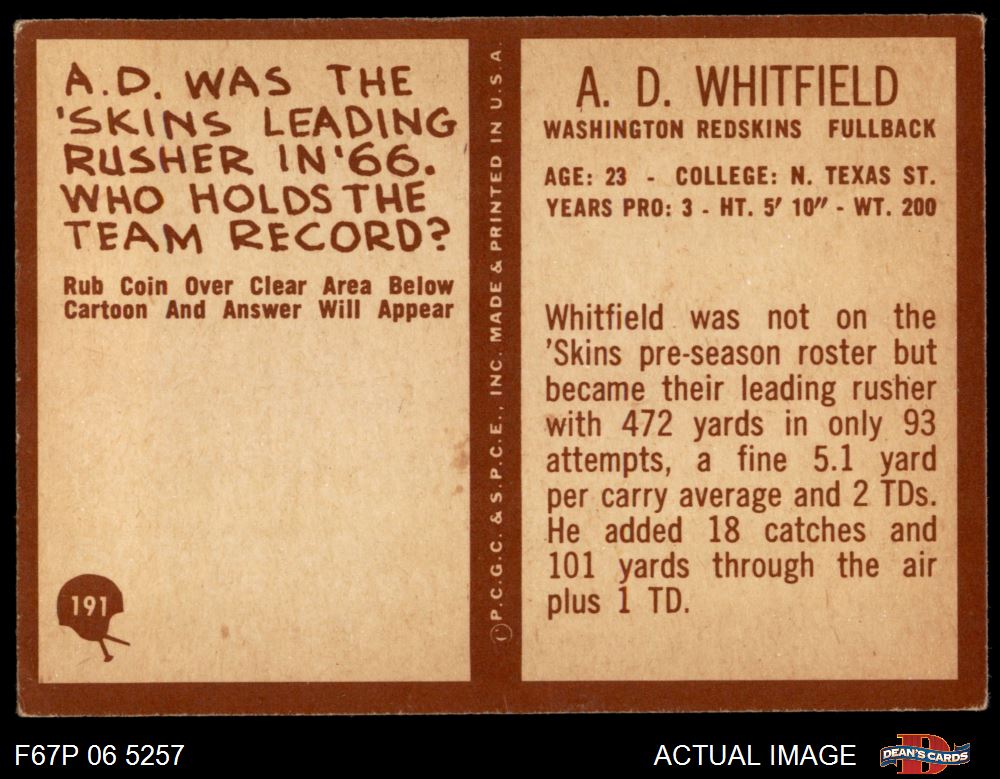 A.D. WAS THE
'SKINS LEADING
RUSHER IN '66.
WHO HOLDS THE
TEAM RECORD?
Rub Coin Over Clear Area Below
Cartoon And Answer Will Appear
191
© P.C.G.C. & S.P.C.E., INC. MADE & PRINTED IN U.S.A
A. D. WHITFIELD
WASHINGTON REDSKINS FULLBACK
AGE: 23 - COLLEGE: N. TEXAS ST.
YEARS PRO: 3 - HT. 5' 10" - WT. 200
Whitfield was not on the
'Skins pre-season roster but
became their leading rusher
with 472 yards in only 93
attempts, a fine 5.1 yard
per carry average and 2 TDs.
He added 18 catches and
101 yards through the air
plus 1 TD.
F67P 06 5257
ACTUAL IMAGE
D
DEAN'S CARDS